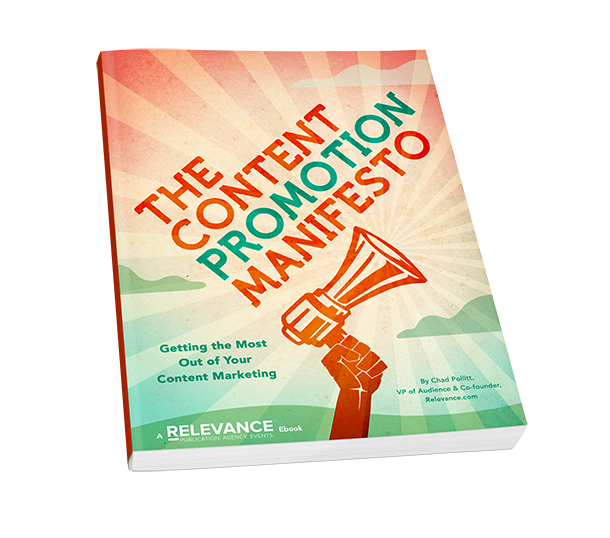 THE
CONTENT
PROMOTION
MANIFESTO
Getting the Most
Out of Your
Content Marketing
By Chad Pollitt,
VP of Audience & Co-founder,
Relevance.com
A RELEVANCE Ebook
PUBLICATION. AGENCY. EVENTS.